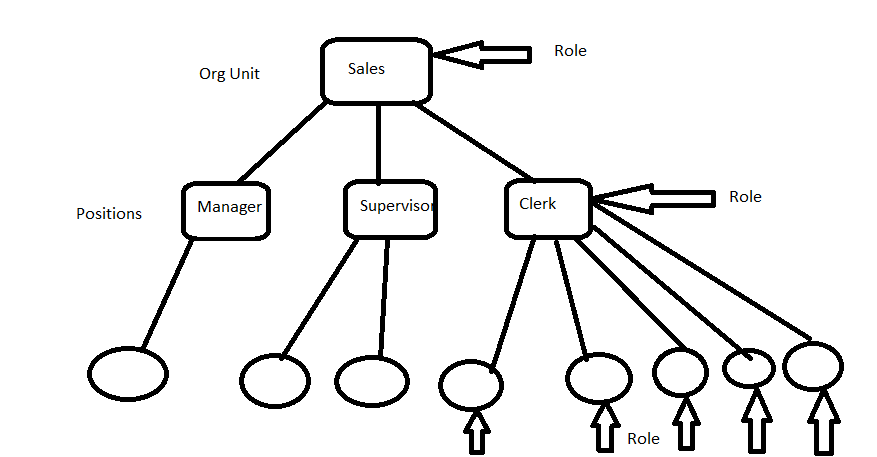 Role
Sales
Org Unit
Manager
Supervisor
Clerk
Role
Positions
Role